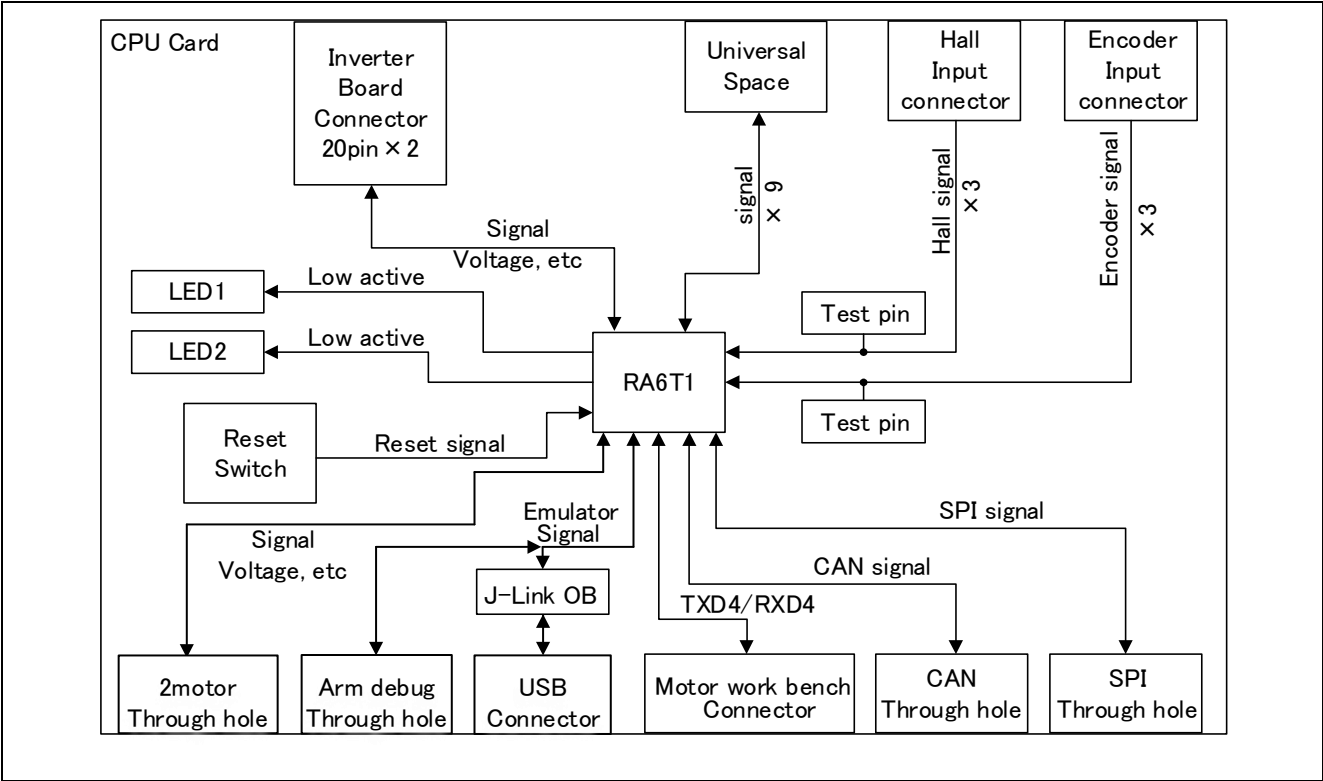 CPU Card
Inverter
Board
Connector
20pin × 2
Universal
Space
Hall
Input
connector
Encoder
Input
connector
signal
× 9
Hall signal
× 3
Encoder signal
× 3
Signal
Voltage, etc
LED1
Low active
LED2
Low active
Test pin
RA6T1
Test pin
Reset
Switch
Reset signal
Signal
Voltage, etc
Emulator
Signal
J-Link OB
SPI signal
CAN signal
TXD4/RXD4
2motor
Through hole
Arm debug
Through hole
USB
Connector
Motor work bench
Connector
CAN
Through hole
SPI
Through hole